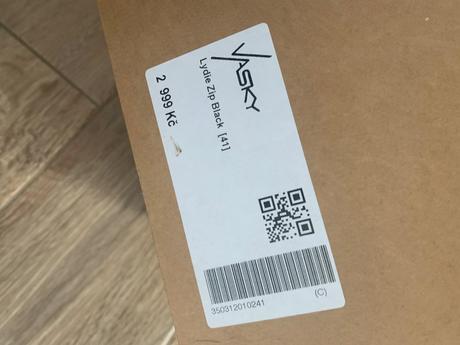 VASKY
Lydie Zip Black [41]
2 999 Kč
350312010241
(C)